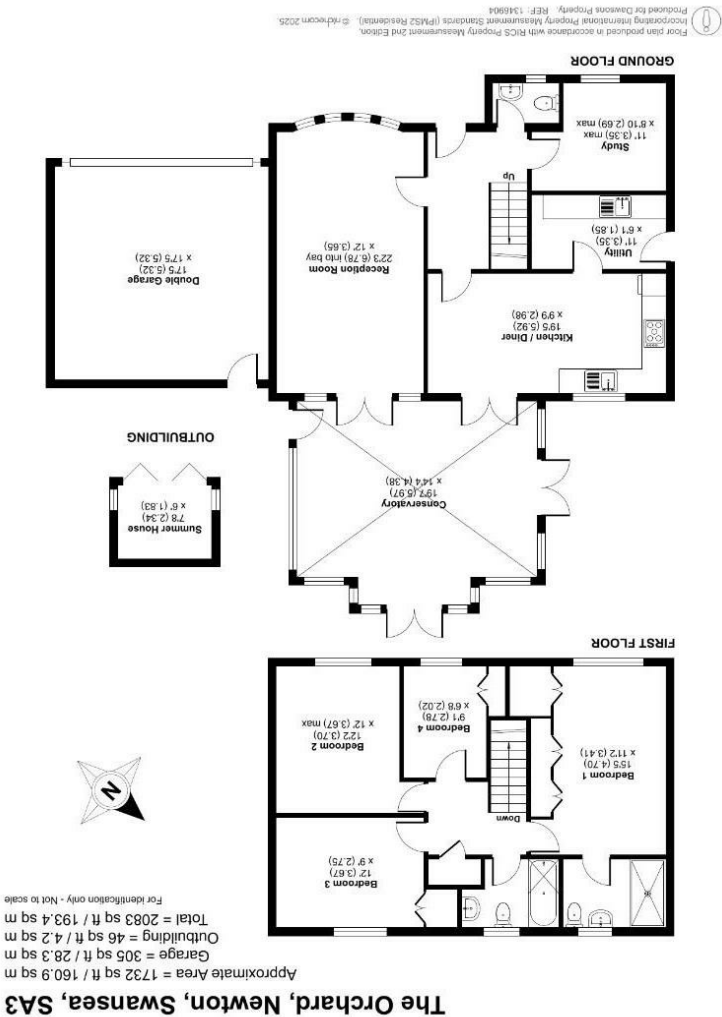 The Orchard, Newton, Swansea, SA3
Approximate Area = 1732 sq ft / 160.9 sq m
Garage = 305 sq ft / 28.3 sq m
Outbuilding = 46 sq ft / 4.2 sq m
Total = 2083 sq ft / 193.4 sq m
For identification only - Not to scale
Bedroom 3
12' (3.67)
x 9' (2.75)
Down
Bedroom 1
15'5 (4.70)
x 11'2 (3.41)
Bedroom 4
9'1 (2.78)
x 6'8 (2.02)
Bedroom 2
12'2 (3.70)
x 12' (3.67) max
N
FIRST FLOOR
Conservatory
19'7 (5.97)
x 14'4 (4.38)
Summer House
7'8 (2.34)
x 6' (1.83)
OUTBUILDING
Kitchen / Diner
19'5 (5.92)
x 9'9 (2.98)
Utility
11' (3.35)
x 6'1 (1.85)
Reception Room
22'3 (6.78) into bay
x 12' (3.65)
Double Garage
17'5 (5.32)
x 17'5 (5.32)
Up
Study
11' (3.35) max
x 8'10 (2.69) max
GROUND FLOOR
Floor plan produced in accordance with RICS Property Measurement 2nd Edition,
Incorporating International Property Measurement Standards (IPMS2 Residential). © nichecom 2025.
Produced for Dawsons Property. REF: 1346904